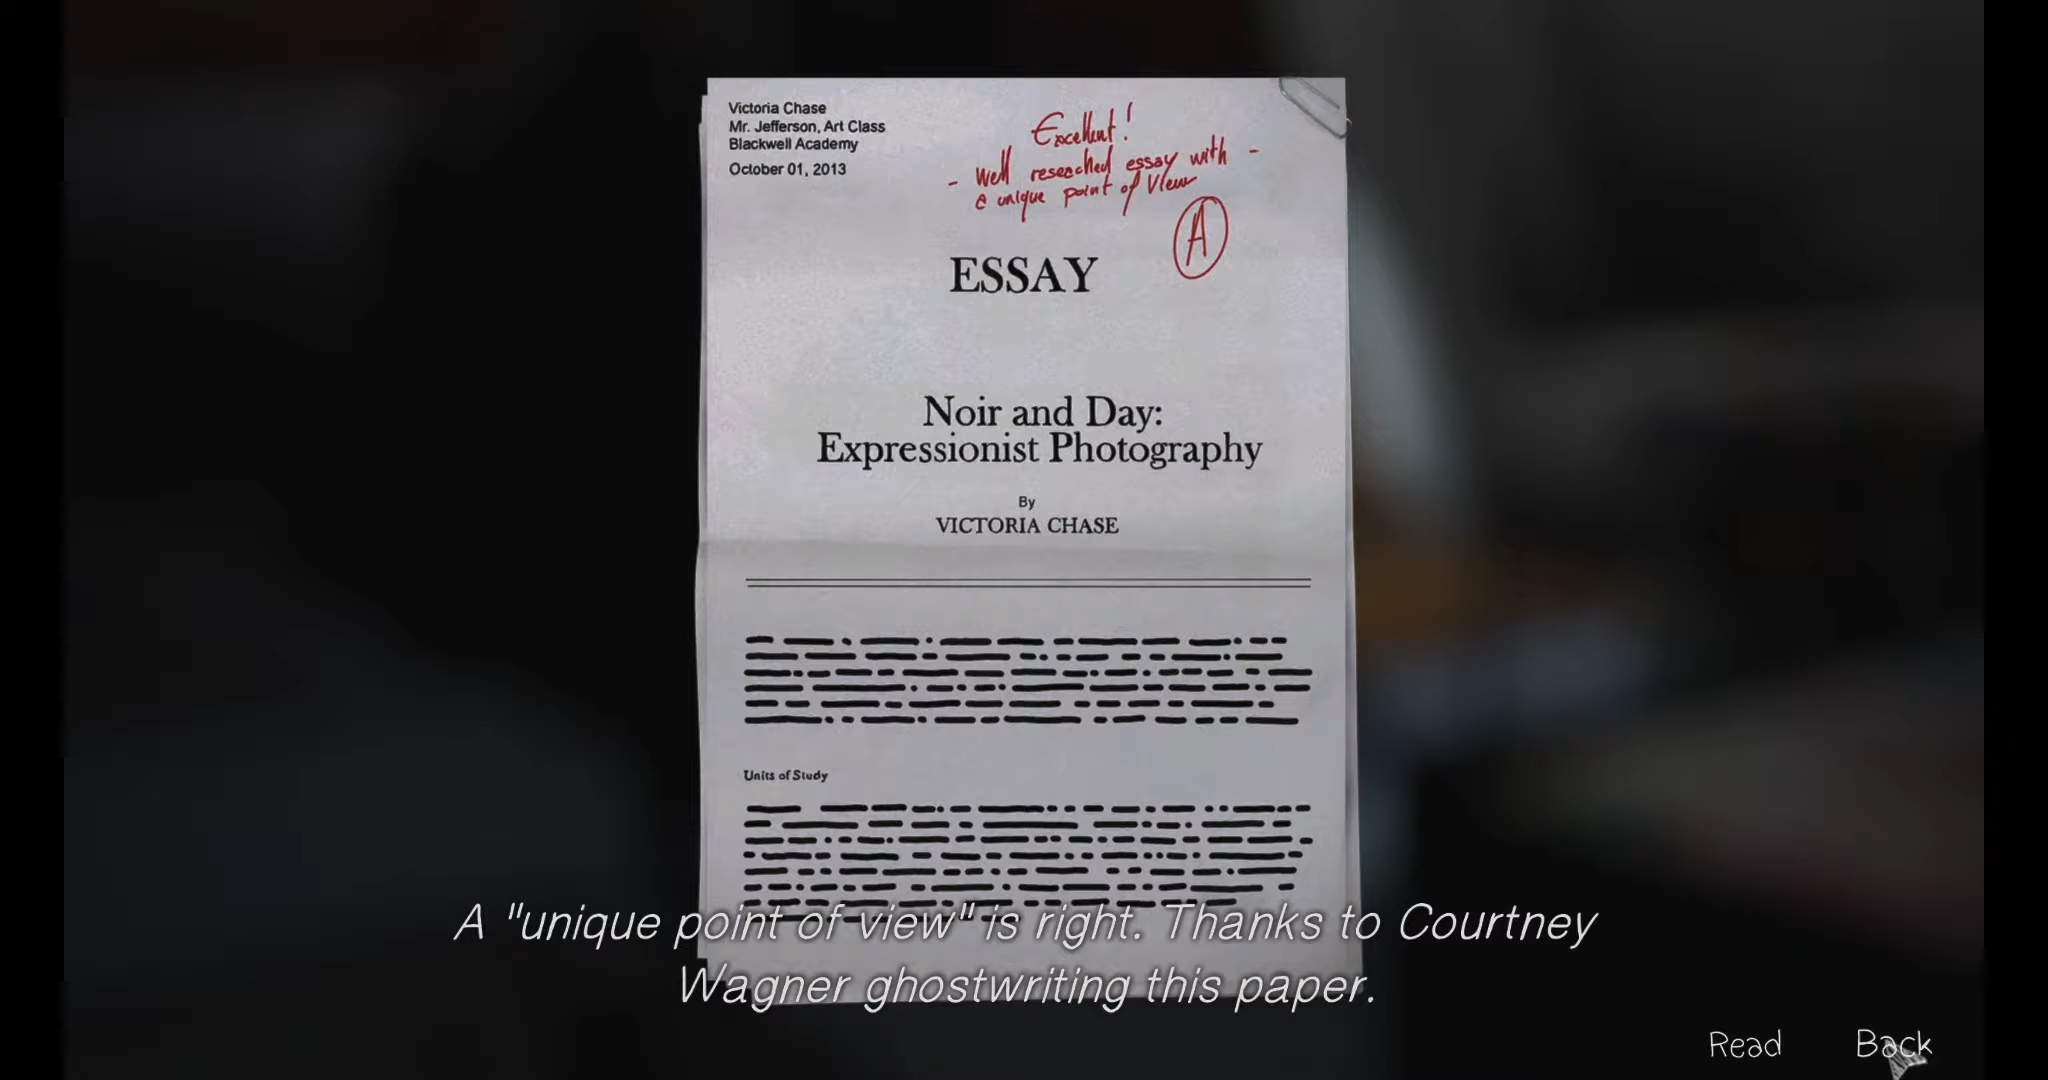 Victoria Chase
Mr. Jefferson, Art Class
Blackwell Academy
October 01, 2013
Excellent!
- Well reseached essay with -
a unique point of View
A
ESSAY
Noir and Day:
Expressionist Photography
By
VICTORIA CHASE
Units of Study
A "unique point of view" is right. Thanks to Courtney
Wagner ghostwriting this paper.
Read
Back